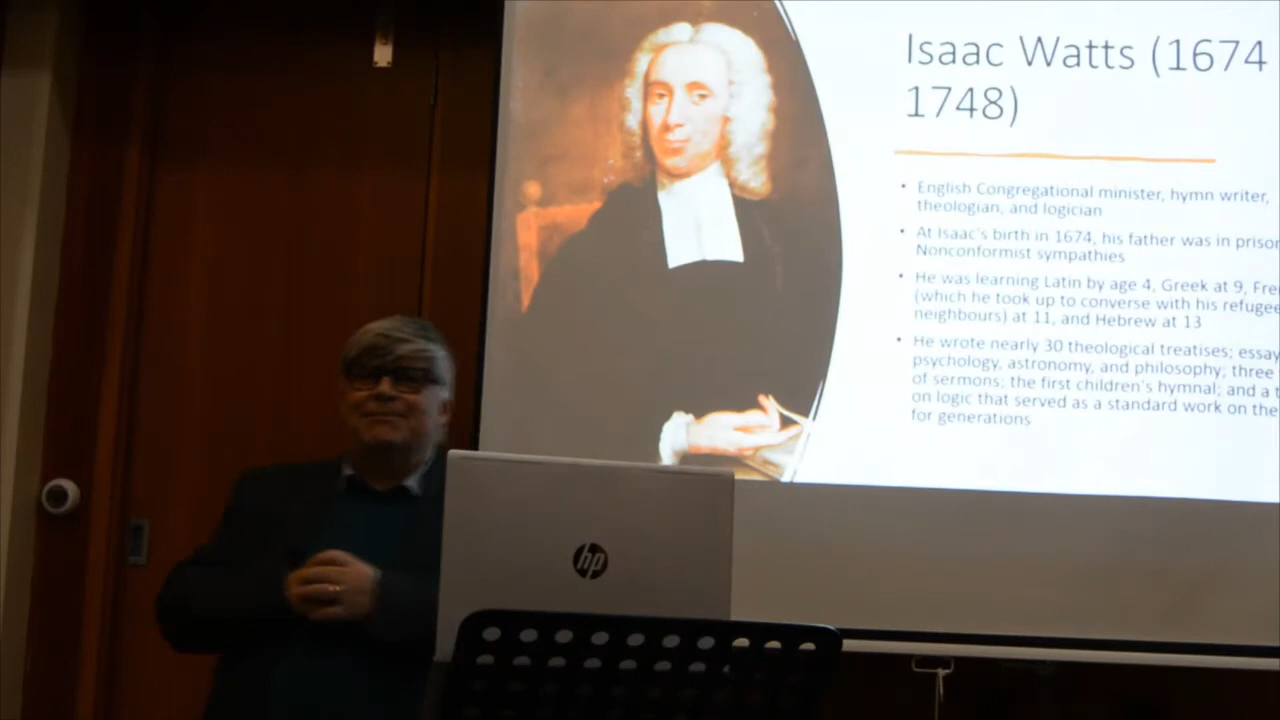 Isaac Watts (1674
1748)
• English Congregational minister, hymn writer,
theologian, and logician
• At Isaac's birth in 1674, his father was in
Nonconformist sympathies
• He was learning Latin by age 4, Greek at 9,
(which he took up to converse with his
neighbours) at 11, and Hebrew at 13
• He wrote nearly 30 theological treatises;
psychology, astronomy, and philosophy; three
of sermons; the first children's hymnal; and a
on logic that served as a standard work on
for generations
hp